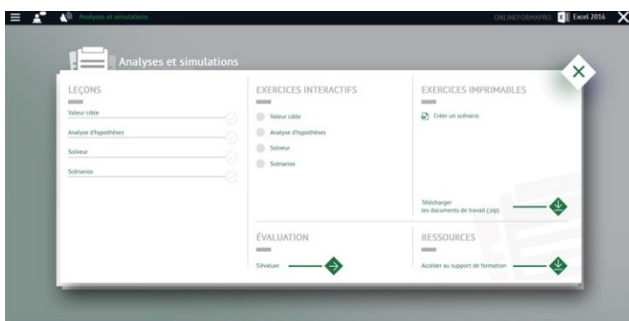 Analyses et simulations
ONLINEFORMAPRO
Excel 2016
Analyses et simulations
LEÇONS
Valeur cible
Analyse d'hypothèses
Solveur
Scénarios
EXERCICES INTERACTIFS
Valeur cible
Analyse d'hypothèses
Solveur
Scénarios
EXERCICES IMPRIMABLES
Créer un scénario
Télécharger
les documents de travail (.zip)
ÉVALUATION
S'évaluer
RESSOURCES
Accéder au support de formation